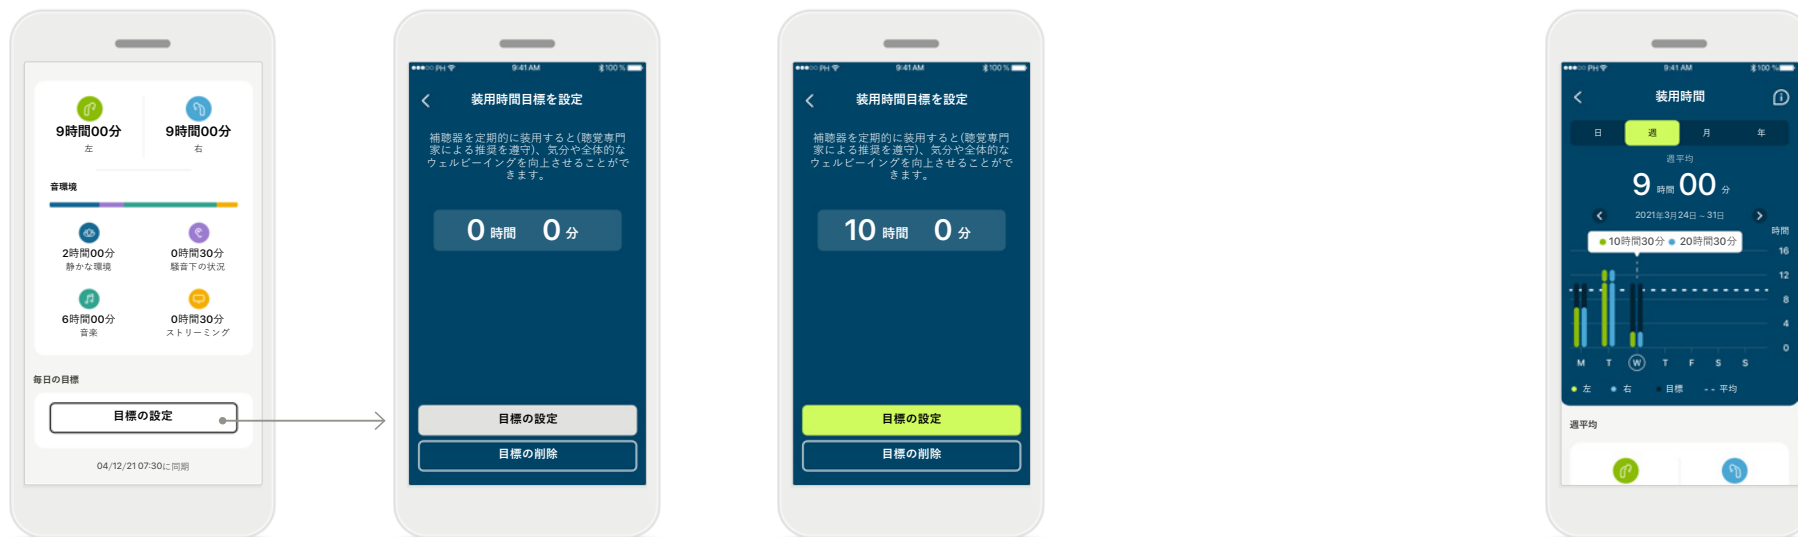 9時間00分
左
9時間00分
右
音環境
2時間00分
静かな環境
0時間30分
騒音下の状況
6時間00分
音楽
0時間30分
ストリーミング
毎日の目標
目標の設定
04/12/21 07:30に同期
PH 9:41 AM 100 %
装用時間目標を設定
補聴器を定期的に装用すると(聴覚専門
家による推奨を遵守)、気分や全体的な
ウェルビーイングを向上させることがで
きます。
0 時間 0 分
目標の設定
目標の削除
PH 9:41 AM 100 %
装用時間目標を設定
補聴器を定期的に装用すると(聴覚専門
家による推奨を遵守)、気分や全体的な
ウェルビーイングを向上させることがで
きます。
10 時間 0 分
目標の設定
目標の削除
PH 9:41 AM 100 %
装用時間
日 週 月 年
週平均
9 時間 00 分
2021年3月24日 ~ 31日
時間
10時間30分 20時間30分
16
12
8
4
0
M T W T F S S
左 右 目標 平均
週平均